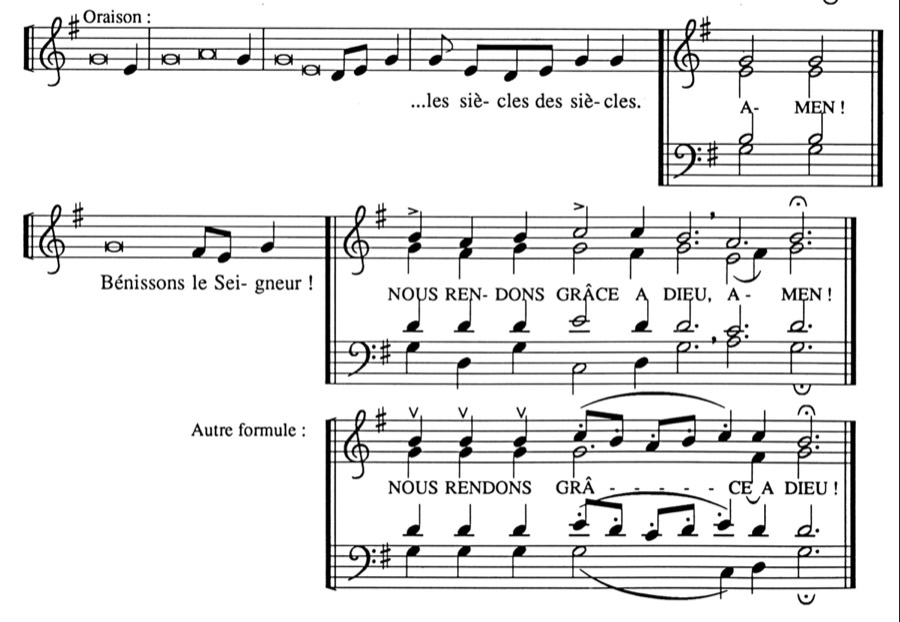 Oraison :
...les siè- cles des siè- cles.
A- MEN !
Bénissons le Sei- gneur !
NOUS REN- DONS GRÂCE A DIEU, A - MEN !
Autre formule :
NOUS RENDONS GRÂ - - - - - CE A DIEU !